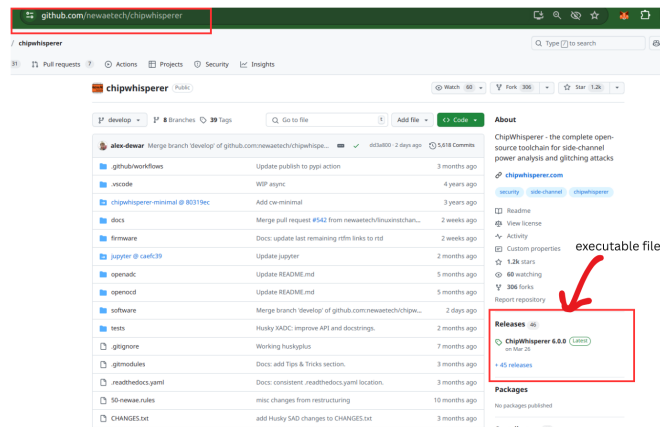 github.com/newaetech/chipwhisperer
/ chipwhisperer
Type / to search
31 Pull requests 7 Actions Projects Security Insights
chipwhisperer Public
Watch 60 Fork 306 Star 1.2k
develop 8 Branches 39 Tags Go to file t Add file Code
alex-dewar Merge branch 'develop' of github.com:newaetech/chipwhispe... dd3a800 · 2 days ago 5,618 Commits
.github/workflows Update publish to pypi action 3 months ago
.vscode WIP async 4 years ago
chipwhisperer-minimal @ 80319ec Add cw-minimal 3 years ago
docs Merge pull request #542 from newaetech/linuxinstchan... 2 weeks ago
firmware Docs: update last remaining rtfm links to rtd 2 weeks ago
jupyter @ caefc39 Update jupyter 2 months ago
openadc Update README.md 5 months ago
openocd Update README.md 5 months ago
software Merge branch 'develop' of github.com:newaetech/chipw... 2 days ago
tests Husky XADC: improve API and docstrings. 2 months ago
.gitignore Working huskyplus 7 months ago
.gitmodules Docs: add Tips & Tricks section. 3 months ago
.readthedocs.yaml Docs: consistent .readthedocs.yaml location. 3 months ago
50-newae.rules misc changes from restructuring 10 months ago
CHANGES.txt add Husky SAD changes to CHANGES.txt 3 months ago
About
ChipWhisperer - the complete open-
source toolchain for side-channel
power analysis and glitching attacks
chipwhisperer.com
security side-channel chipwhisperer
Readme
View license
Activity
Custom properties
1.2k stars
60 watching
306 forks
Report repository
executable file
Releases 46
ChipWhisperer 6.0.0 Latest
on Mar 26
+ 45 releases
Packages
No packages published